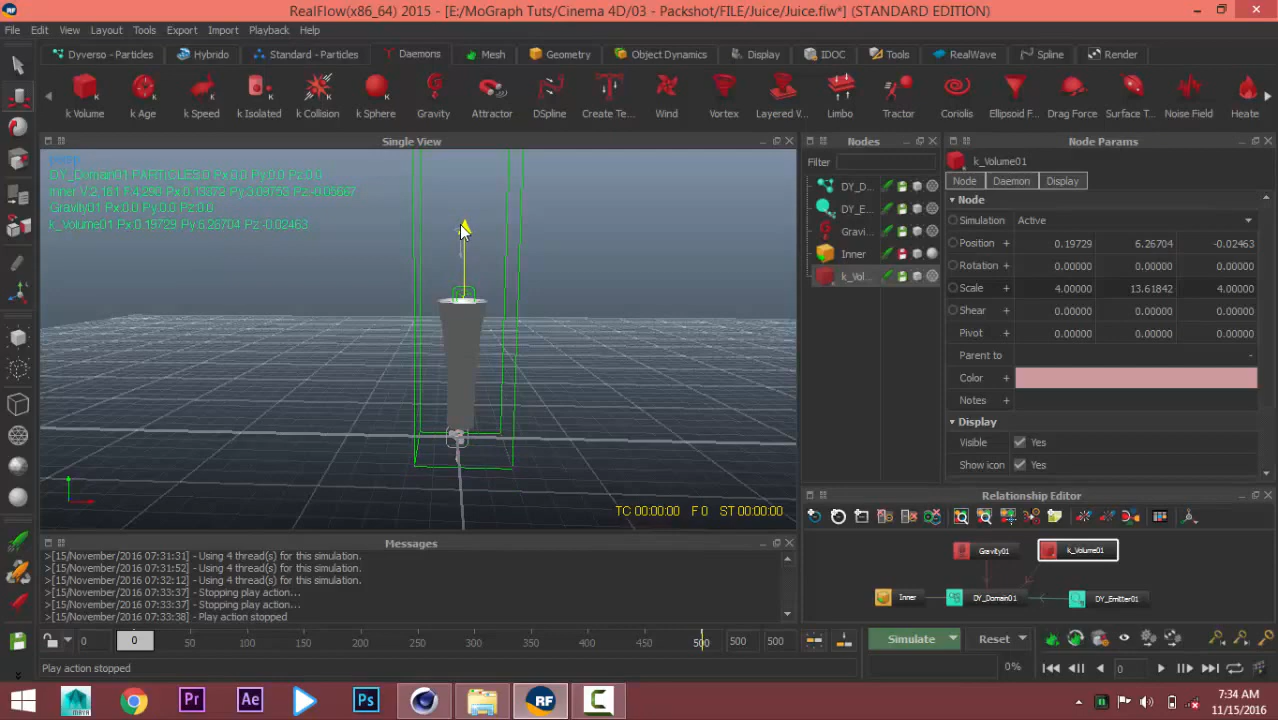 RealFlow(x86_64) 2015 - [E:/MoGraph Tuts/Cinema 4D/03 - Packshot/FILE/Juice/Juice.flw*] (STANDARD EDITION)
File Edit View Layout Tools Export Import Playback Help
Dyverso - Particles Hybrido Standard - Particles Daemons Mesh Geometry Object Dynamics Display IDOC Tools RealWave Spline Render
k Volume k Age k Speed k Isolated k Collision k Sphere Gravity Attractor DSpline Create Te... Wind Vortex Layered V... Limbo Tractor Coriolis Ellipsoid F... Drag Force Surface T... Noise Field Heate
Single View
Nodes
Node Params
persp
DY_Domain01 PARTICLES:0 Px:0.0 Py:0.0 Pz:0.0
Gravity01 Px:0.0 Py:0.0 Pz:0.0
k_Volume01 Px:0.19729 Py:6.26704 Pz:-0.02463
TC 00:00:00 F 0 ST 00:00:00
Filter
DY_D...
DY_E...
Gravi...
Inner
k_Vol...
k_Volume01
Node Daemon Display
Node
Simulation Active
Position + 0.19729 6.26704 -0.02463
Rotation + 0.00000 0.00000 0.00000
Scale + 4.00000 13.61842 4.00000
Shear + 0.00000 0.00000 0.00000
Pivot + 0.00000 0.00000 0.00000
Parent to -
Color +
Notes +
Display
Visible Yes
Show icon Yes
Relationship Editor
Gravity01 k_Volume01
Inner DY_Domain01 DY_Emitter01
Messages
>[15/November/2016 07:31:31] - Using 4 thread(s) for this simulation.
>[15/November/2016 07:31:52] - Using 4 thread(s) for this simulation.
>[15/November/2016 07:32:12] - Using 4 thread(s) for this simulation.
>[15/November/2016 07:33:37] - Stopping play action...
>[15/November/2016 07:33:37] - Stopping play action...
>[15/November/2016 07:33:38] - Play action stopped
0 0 50 100 150 200 250 300 350 400 450 500 500 500
Simulate Reset
Play action stopped
0% 0
Pr Ae Ps RF C
7:34 AM
11/15/2016